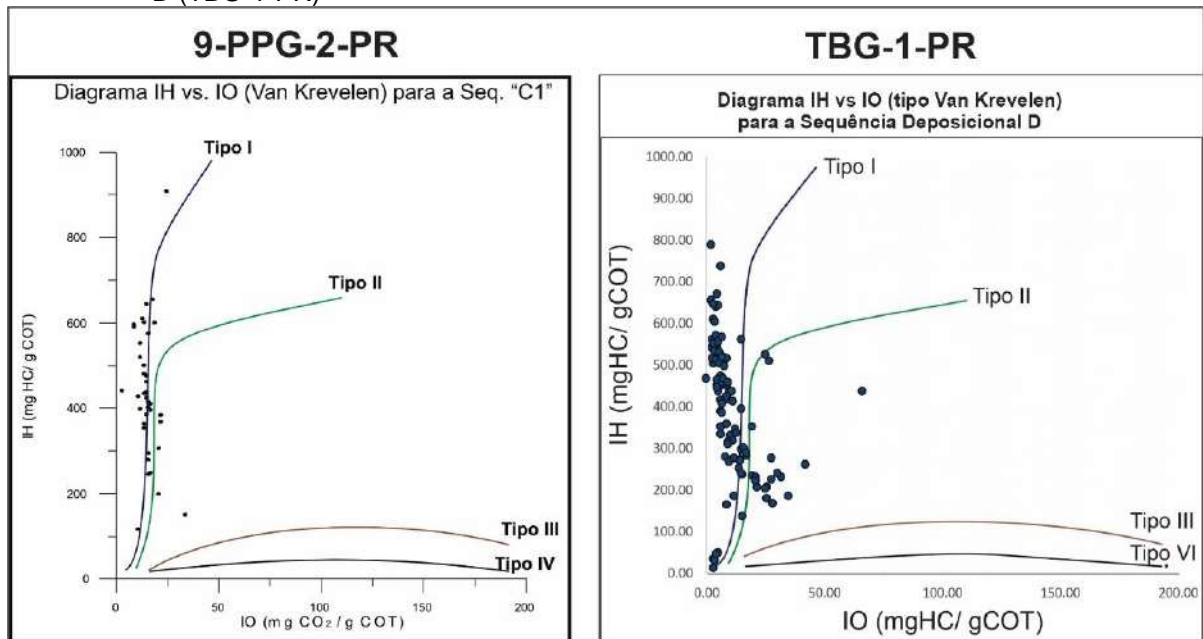 9-PPG-2-PR
Diagrama IH vs. IO (Van Krevelen) para a Seq. "C1"
Tipo I
Tipo II
Tipo III
Tipo IV
1000
800
600
400
200
0
IH (mg HC/ g COT)
0
50
100
150
200
IO (mg CO₂ / g COT)
TBG-1-PR
Diagrama IH vs IO (tipo Van Krevelen)
para a Sequência Deposicional D
Tipo I
Tipo II
Tipo III
Tipo VI
1000.00
900.00
800.00
700.00
600.00
500.00
400.00
300.00
200.00
100.00
0.00
IH (mgHC/ gCOT)
0.00
50.00
100.00
150.00
200.00
IO (mgHC/ gCOT)